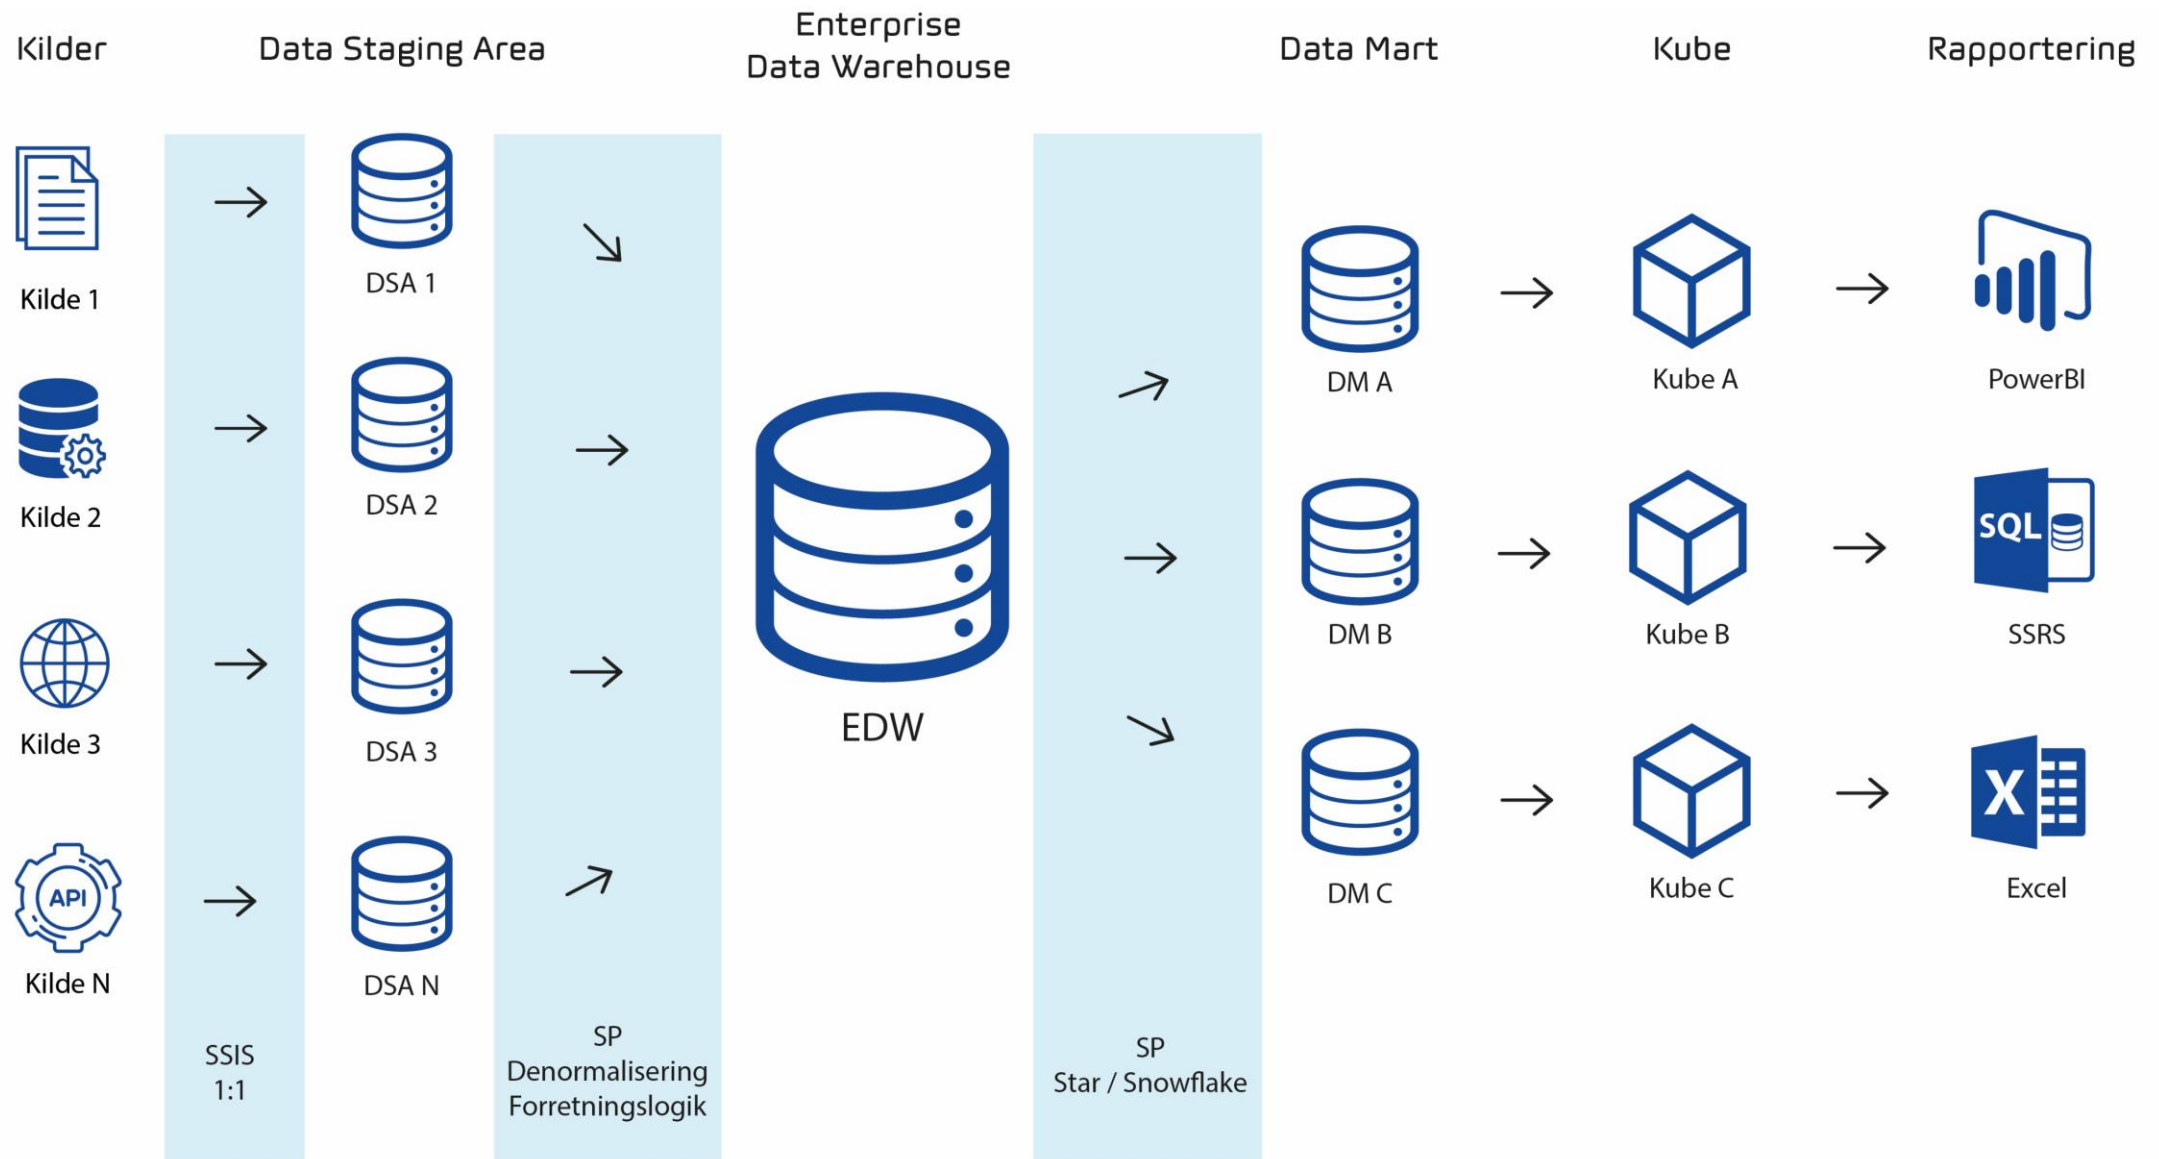 Kilder
Data Staging Area
Enterprise
Data Warehouse
Data Mart
Kube
Rapportering
Kilde 1
Kilde 2
Kilde 3
API
Kilde N
SSIS
1:1
DSA 1
DSA 2
DSA 3
DSA N
SP
Denormalisering
Forretningslogik
EDW
SP
Star / Snowflake
DM A
DM B
DM C
Kube A
Kube B
Kube C
PowerBI
SQL
SSRS
X
Excel